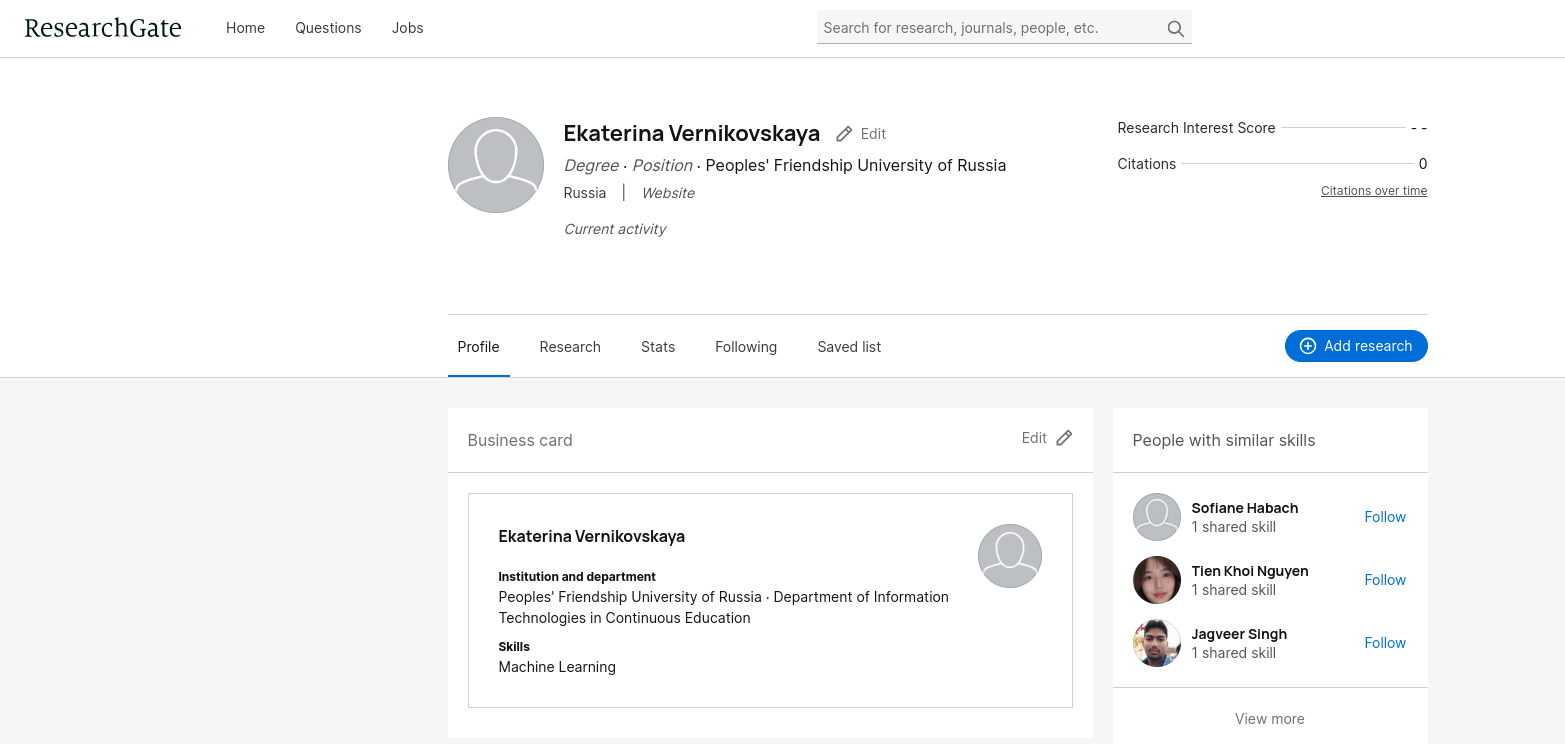 ResearchGate
Home Questions Jobs
Search for research, journals, people, etc.
Ekaterina Vernikovskaya Edit
Degree · Position · Peoples' Friendship University of Russia
Russia | Website
Current activity
Research Interest Score - -
Citations 0
Citations over time
Profile Research Stats Following Saved list
Add research
Business card
Edit
Ekaterina Vernikovskaya
Institution and department
Peoples' Friendship University of Russia · Department of Information
Technologies in Continuous Education
Skills
Machine Learning
People with similar skills
Sofiane Habach
1 shared skill
Follow
Tien Khoi Nguyen
1 shared skill
Follow
Jagveer Singh
1 shared skill
Follow
View more